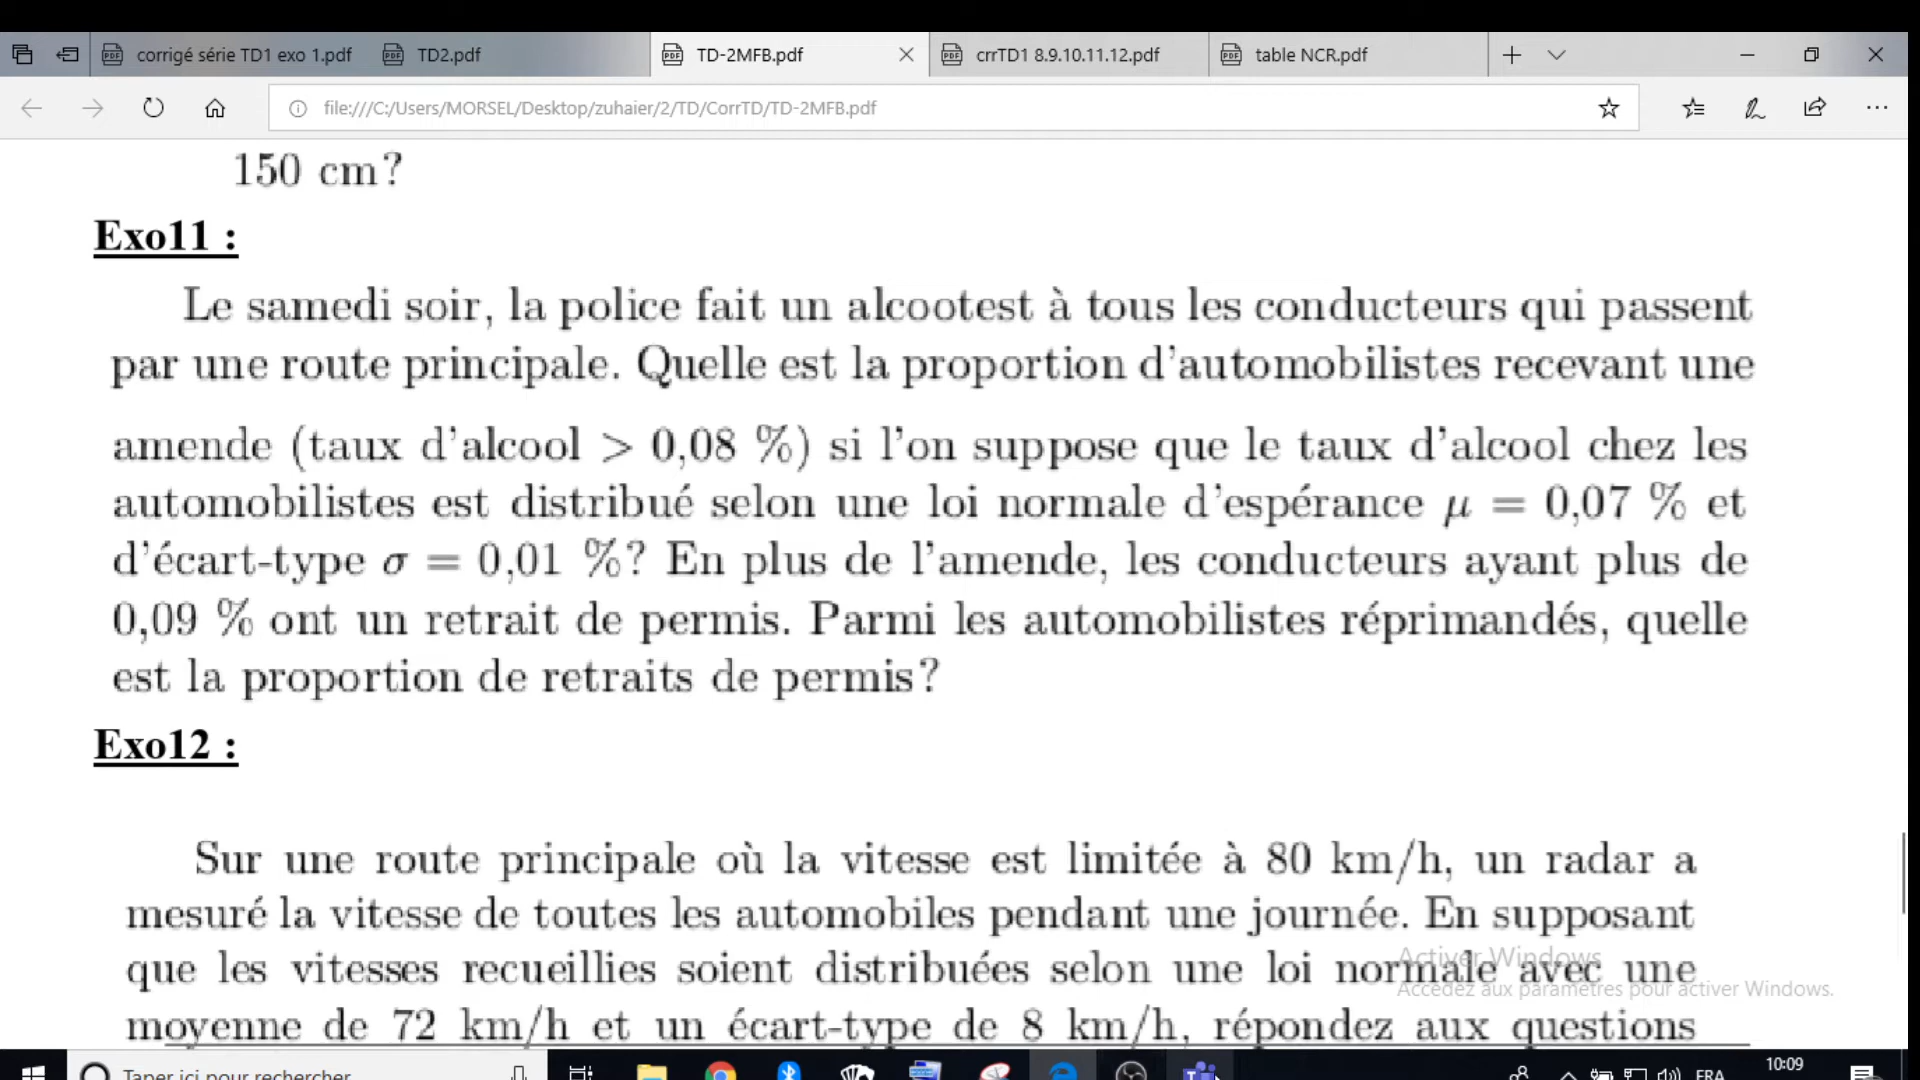 corrigé série TD1 exo 1.pdf
TD2.pdf
TD-2MFB.pdf
crrTD1 8.9.10.11.12.pdf
table NCR.pdf
file:///C:/Users/MORSEL/Desktop/zuhaier/2/TD/CorrTD/TD-2MFB.pdf
150 cm?
Exo11 :
Le samedi soir, la police fait un alcootest à tous les conducteurs qui passent
par une route principale. Quelle est la proportion d'automobilistes recevant une
amende (taux d'alcool > 0,08 %) si l'on suppose que le taux d'alcool chez les
automobilistes est distribué selon une loi normale d'espérance μ = 0,07 % et
d'écart-type σ = 0,01 %? En plus de l'amende, les conducteurs ayant plus de
0,09 % ont un retrait de permis. Parmi les automobilistes réprimandés, quelle
est la proportion de retraits de permis?
Exo12 :
Sur une route principale où la vitesse est limitée à 80 km/h, un radar a
mesuré la vitesse de toutes les automobiles pendant une journée. En supposant
que les vitesses recueillies soient distribuées selon une loi normale avec une
moyenne de 72 km/h et un écart-type de 8 km/h, répondez aux questions
Activer Windows
Accédez aux paramètres pour activer Windows.
Taper ici pour rechercher
FRA
10:09